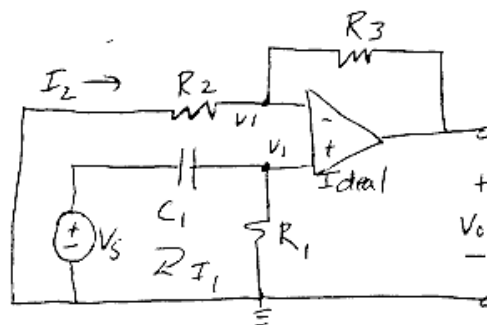 R3
I2 →
R2
V1
-
V1
+
Ideal
C1
+
-
Vs
R1
I1
+
Vo
-